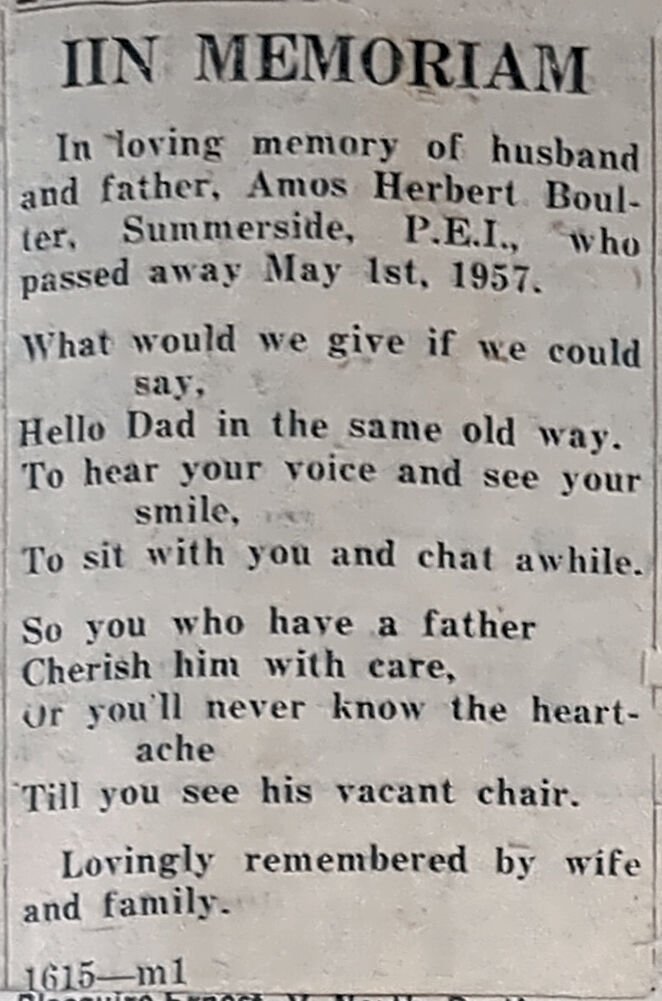 IIN MEMORIAM
In loving memory of husband
and father, Amos Herbert Boul-
ter, Summerside, P.E.I., who
passed away May 1st, 1957.
What would we give if we could
say,
Hello Dad in the same old way.
To hear your voice and see your
smile,
To sit with you and chat awhile.
So you who have a father
Cherish him with care,
Or you'll never know the heart-
ache
Till you see his vacant chair.
Lovingly remembered by wife
and family.
1615—m1